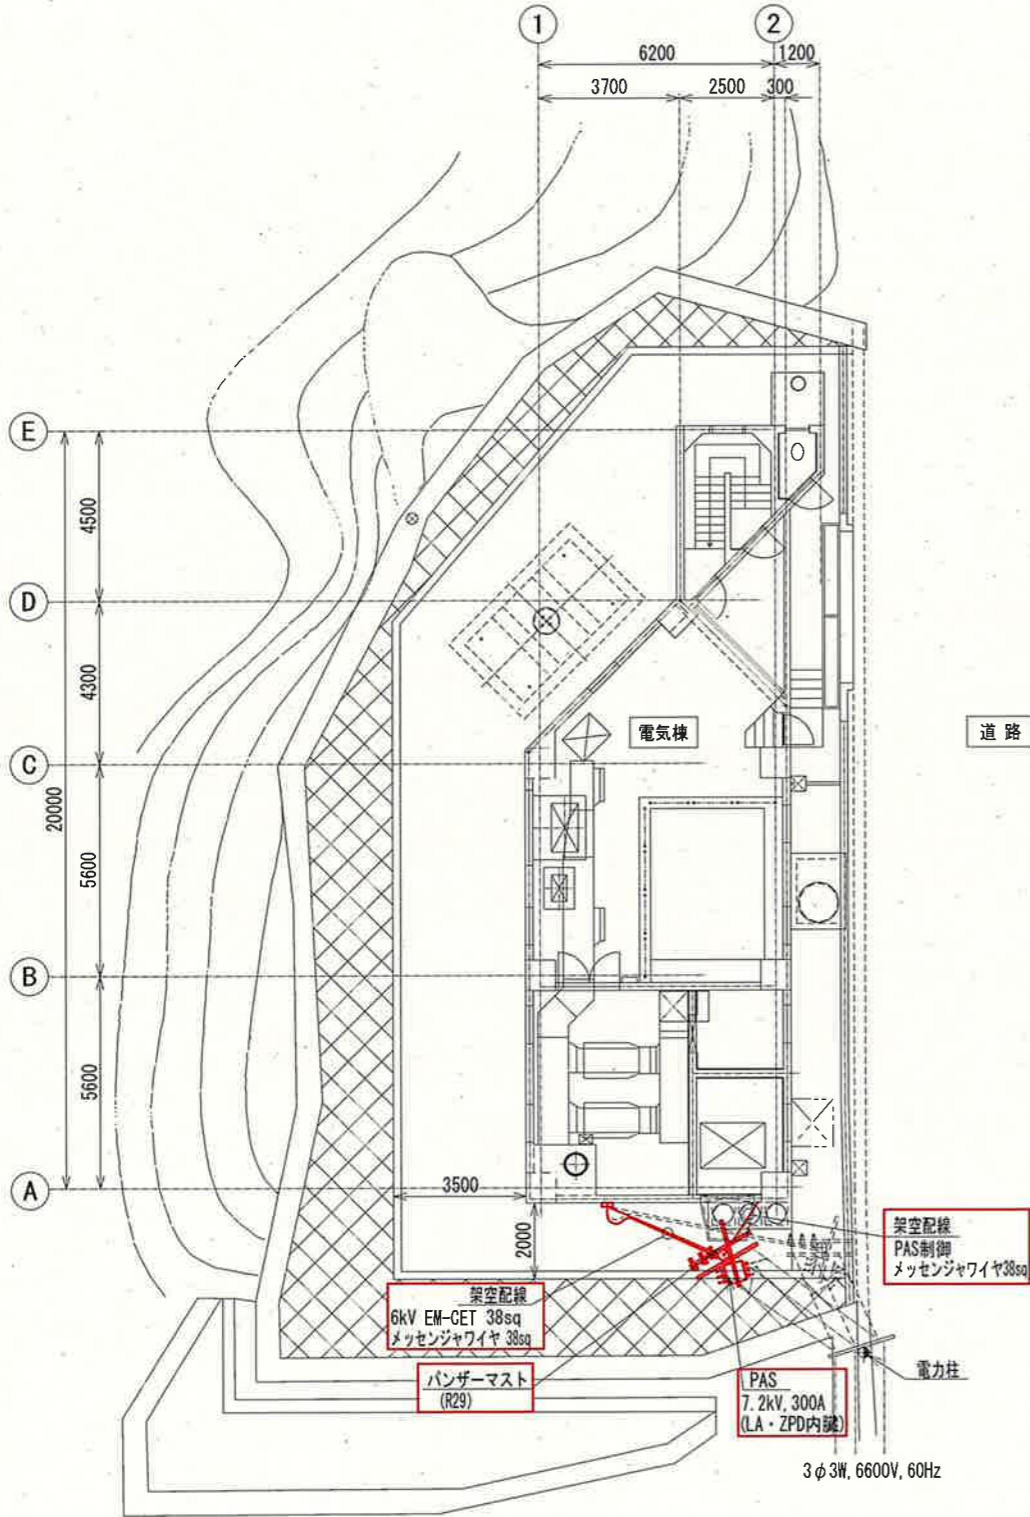 1
2
6200
1200
3700
2500
300
E
4500
D
4300
電気棟
道路
C
20000
5600
B
5600
A
3500
2000
架空配線
PAS制御
メッセンジャワイヤ38sq
架空配線
6kV EM-CET 38sq
メッセンジャワイヤ 38sq
パンザーマスト
(R29)
PAS
7.2kV, 300A
(LA・ZPD内臓)
電力柱
3φ3W, 6600V, 60Hz